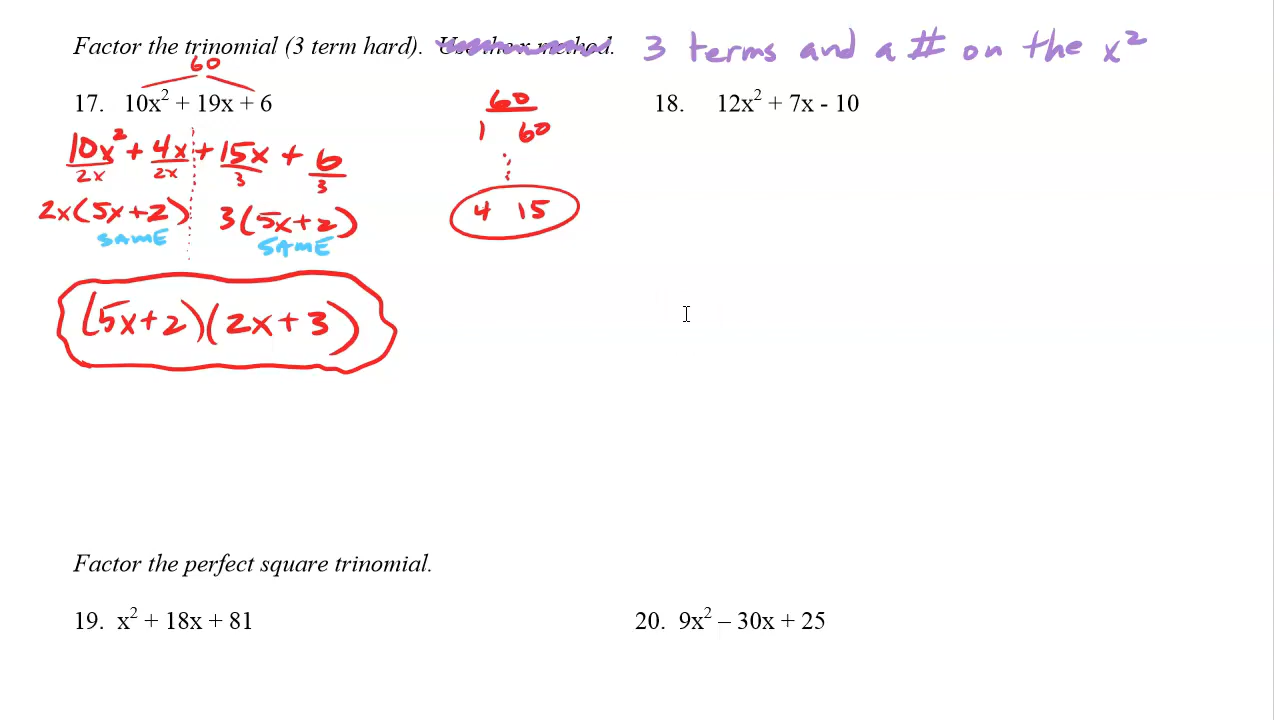 Factor the trinomial (3 term hard). Use the x method. 3 terms and a # on the x²
60
17. 10x² + 19x + 6
60
18. 12x² + 7x - 10
1 60
10x² + 4x + 15x + 6
2x 2x 3 3
4 15
2x(5x+2) 3(5x+2)
SAME SAME
(5x+2)(2x+3)
Factor the perfect square trinomial.
19. x² + 18x + 81
20. 9x² – 30x + 25